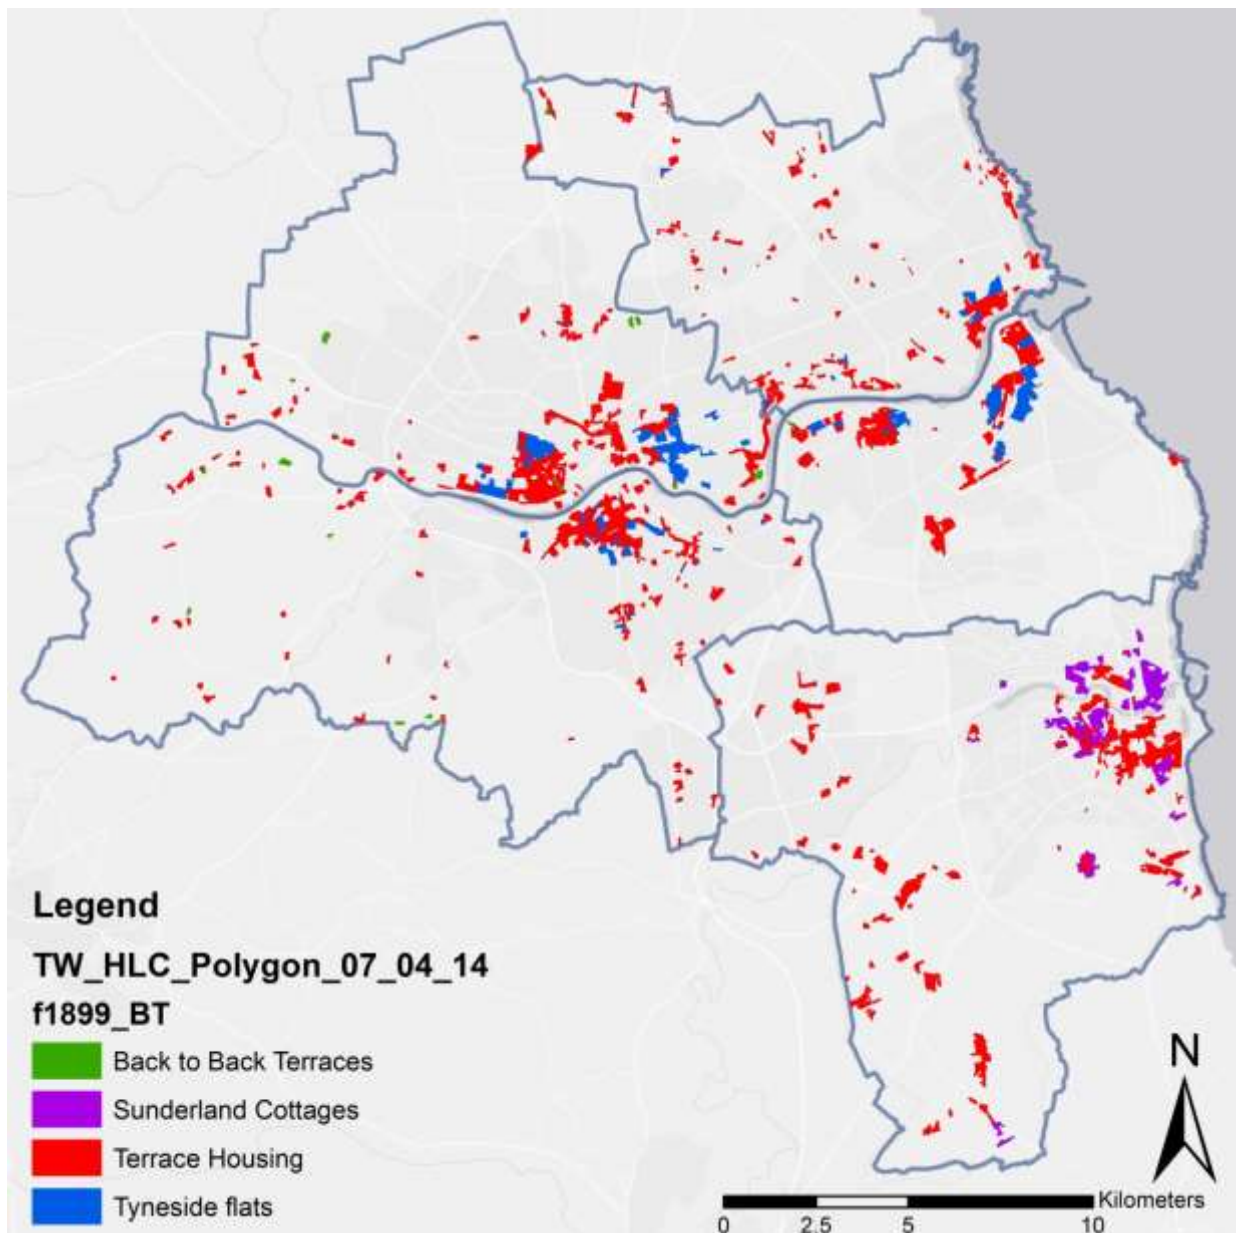 Legend
TW_HLC_Polygon_07_04_14
f1899_BT
Back to Back Terraces
Sunderland Cottages
Terrace Housing
Tyneside flats
N
Kilometers
0 2.5 5 10